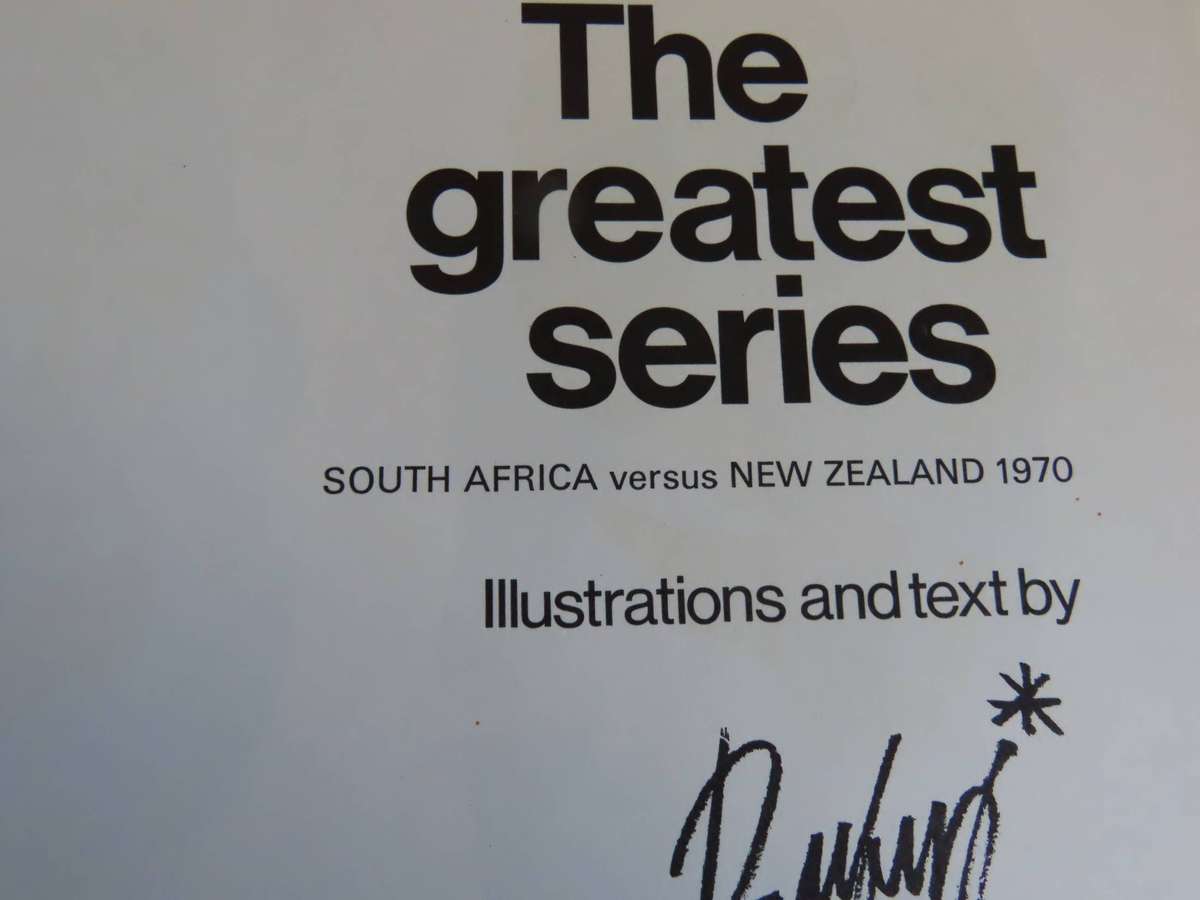 The
greatest
series
SOUTH AFRICA versus NEW ZEALAND 1970
Illustrations and text by
*